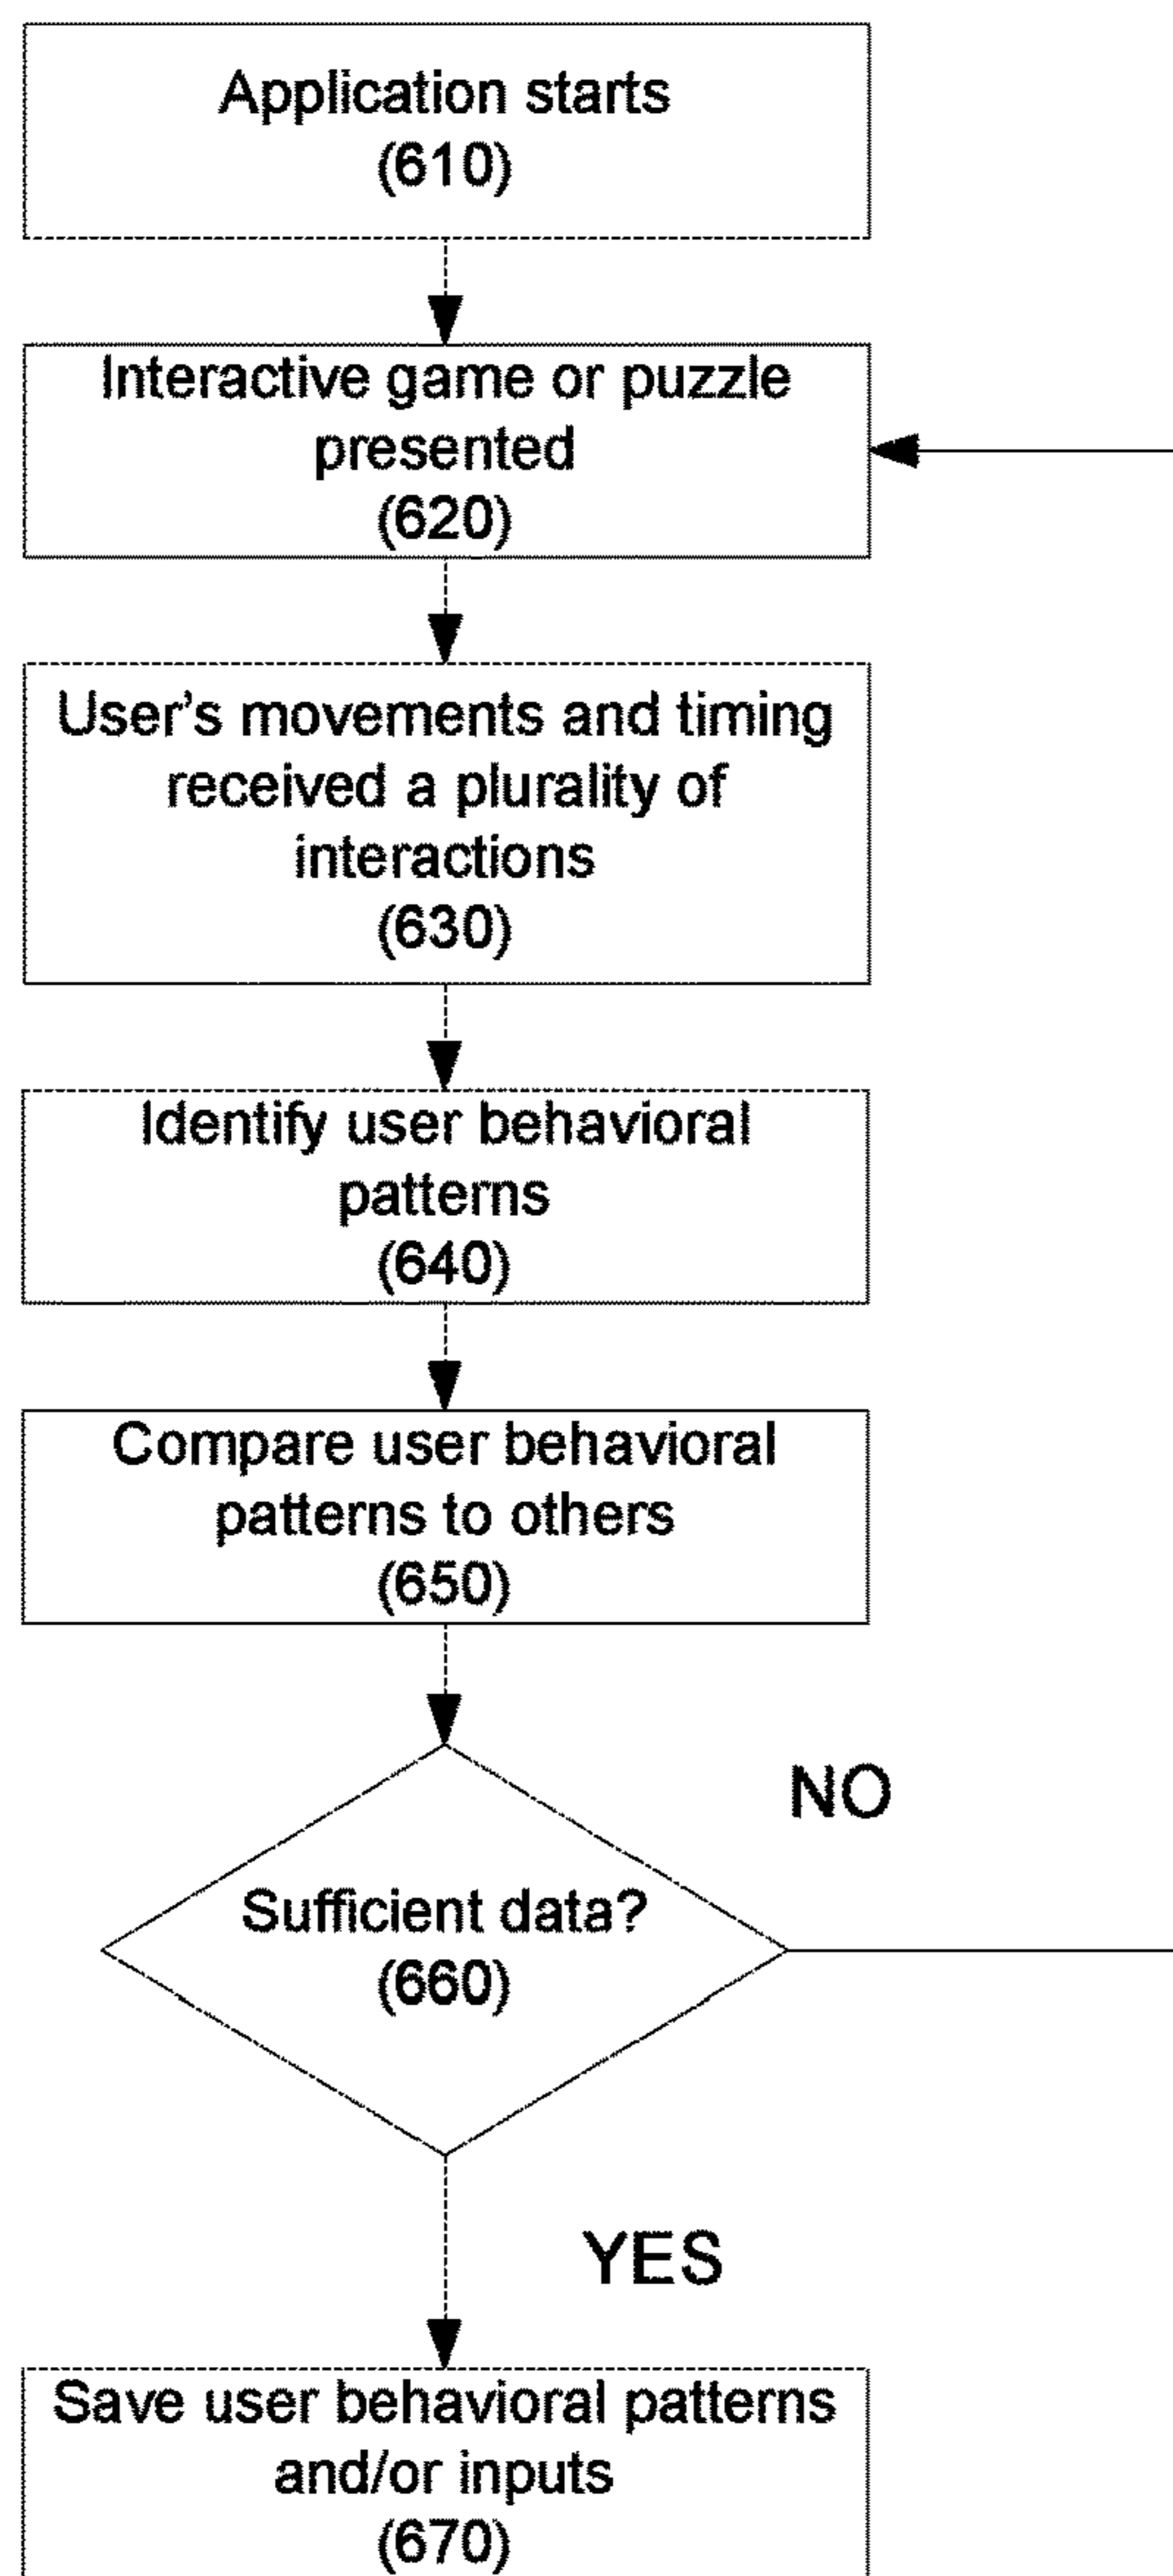 Application starts
(610)
Interactive game or puzzle
presented
(620)
User's movements and timing
received a plurality of
interactions
(630)
Identify user behavioral
patterns
(640)
Compare user behavioral
patterns to others
(650)
NO
Sufficient data?
(660)
YES
Save user behavioral patterns
and/or inputs
(670)